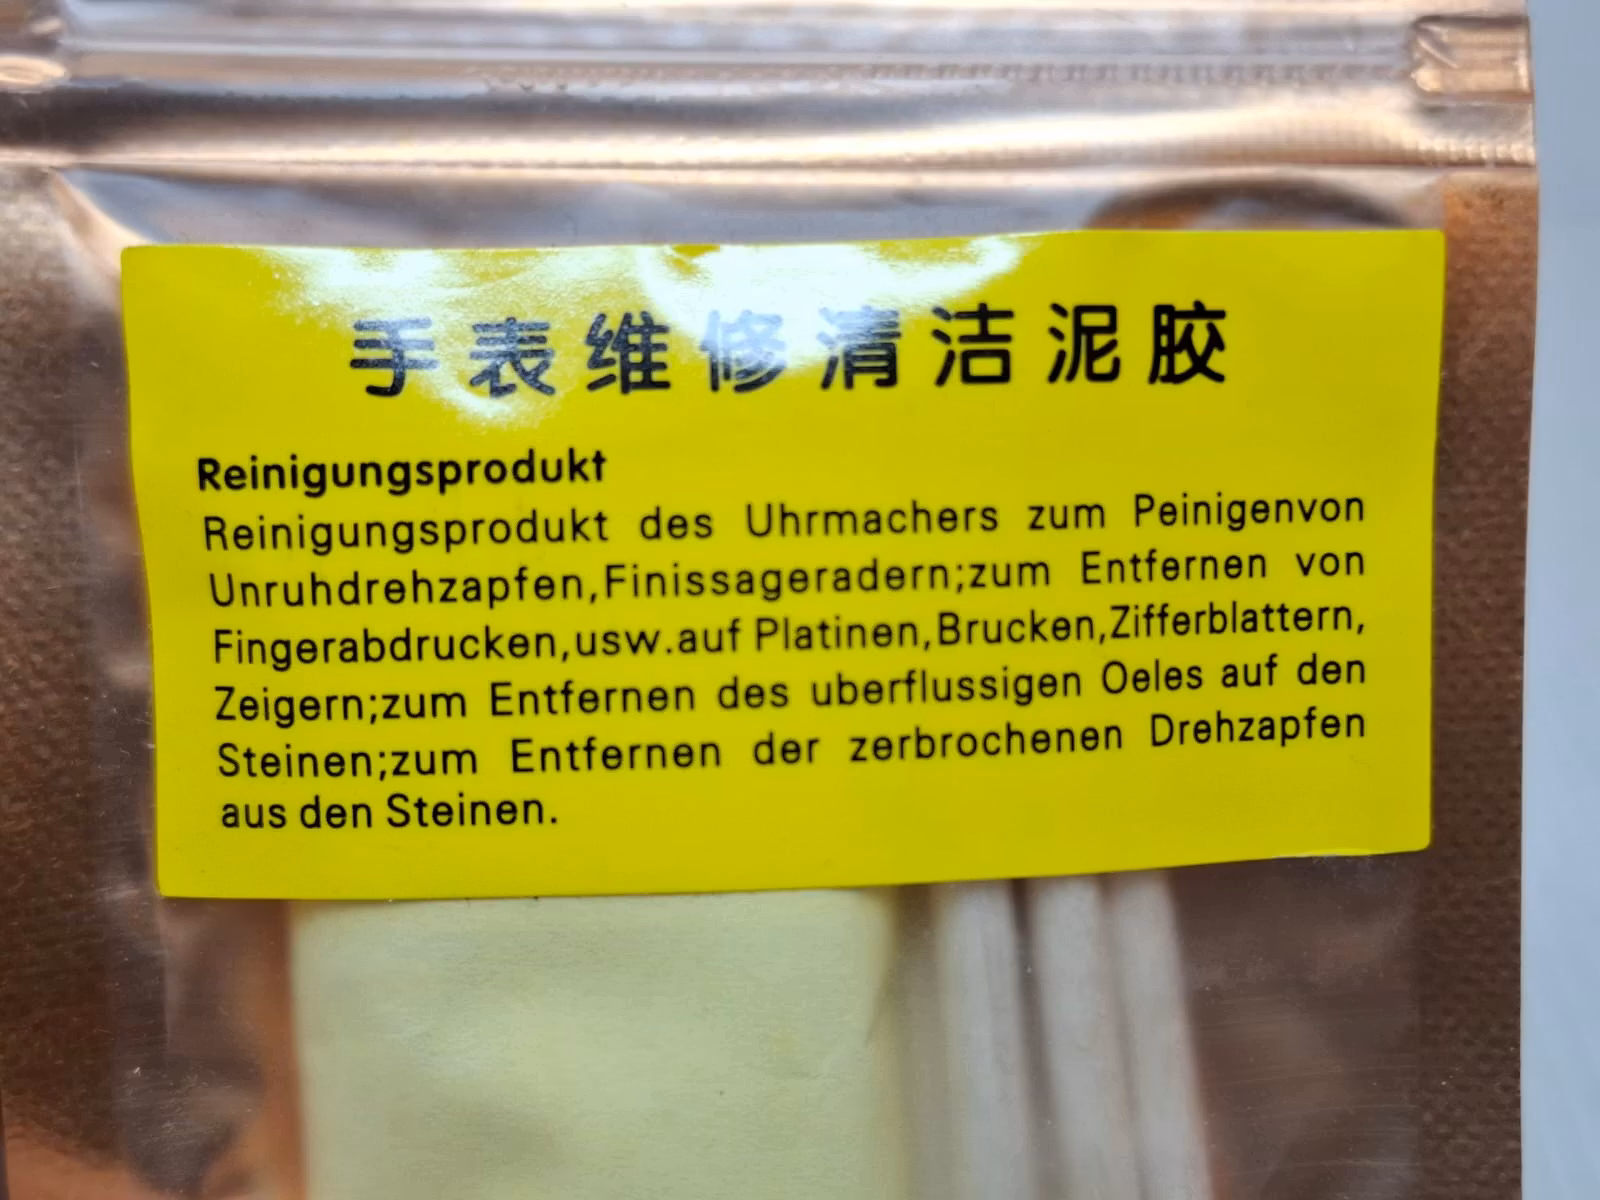 手表维修清洁泥胶
Reinigungsprodukt
Reinigungsprodukt des Uhrmachers zum Peinigenvon
Unruhdrehzapfen,Finissageradern;zum Entfernen von
Fingerabdrucken,usw.auf Platinen,Brucken,Zifferblattern,
Zeigern;zum Entfernen des uberflussigen Oeles auf den
Steinen;zum Entfernen der zerbrochenen Drehzapfen
aus den Steinen.